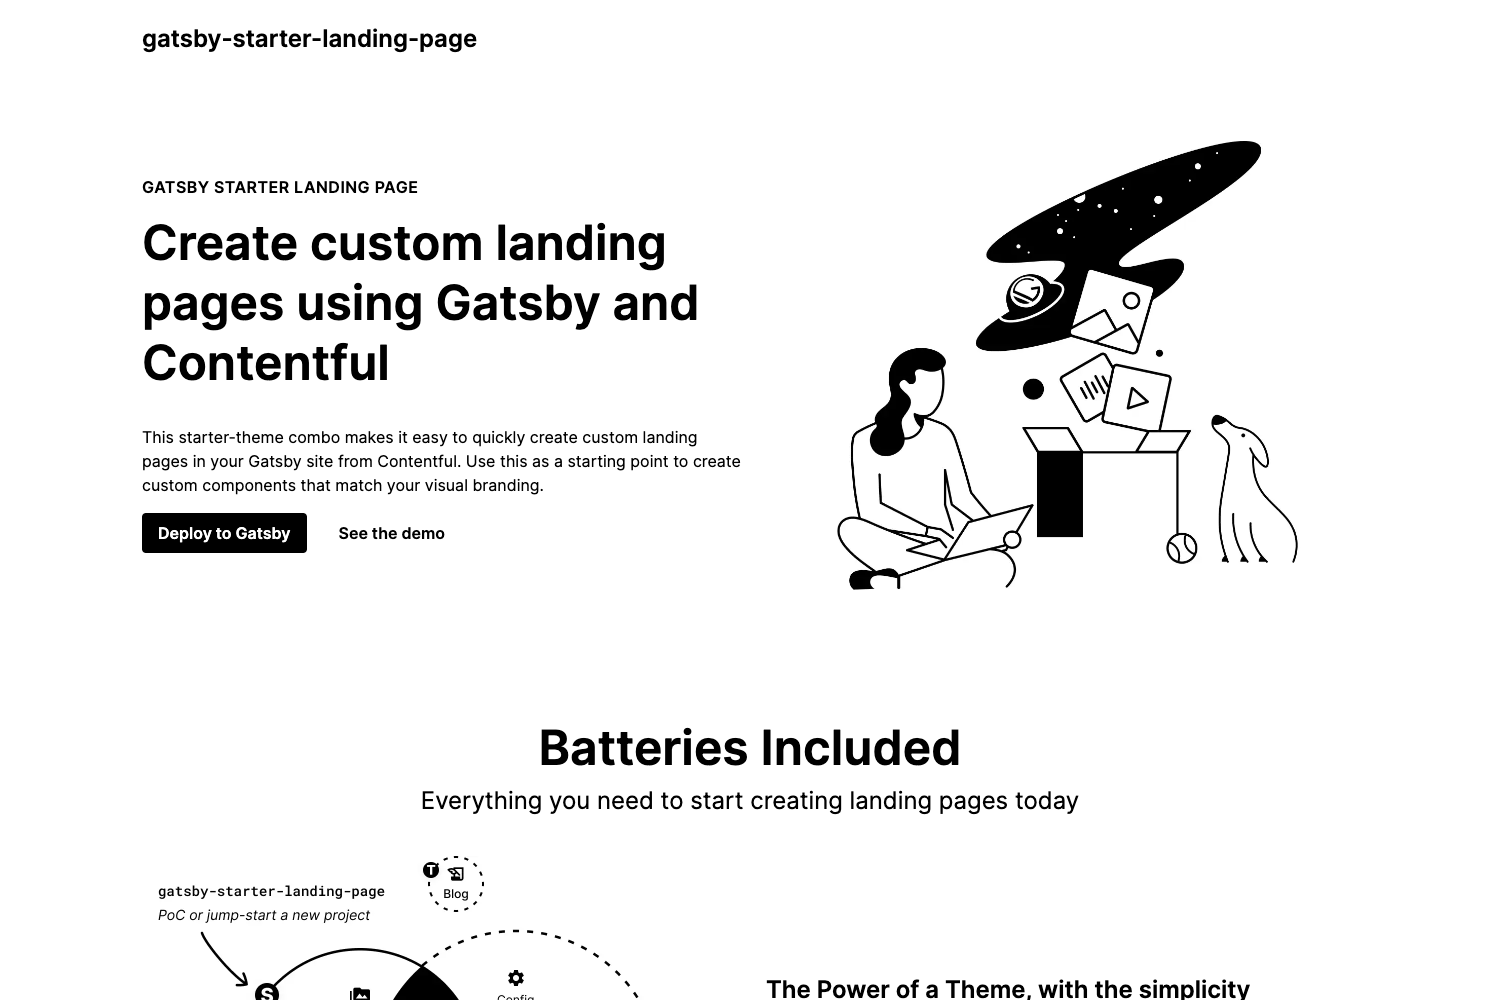 gatsby-starter-landing-page
GATSBY STARTER LANDING PAGE
Create custom landing
pages using Gatsby and
Contentful
This starter-theme combo makes it easy to quickly create custom landing
pages in your Gatsby site from Contentful. Use this as a starting point to create
custom components that match your visual branding.
Deploy to Gatsby
See the demo
Batteries Included
Everything you need to start creating landing pages today
T
Blog
gatsby-starter-landing-page
PoC or jump-start a new project
S
Config
The Power of a Theme, with the simplicity